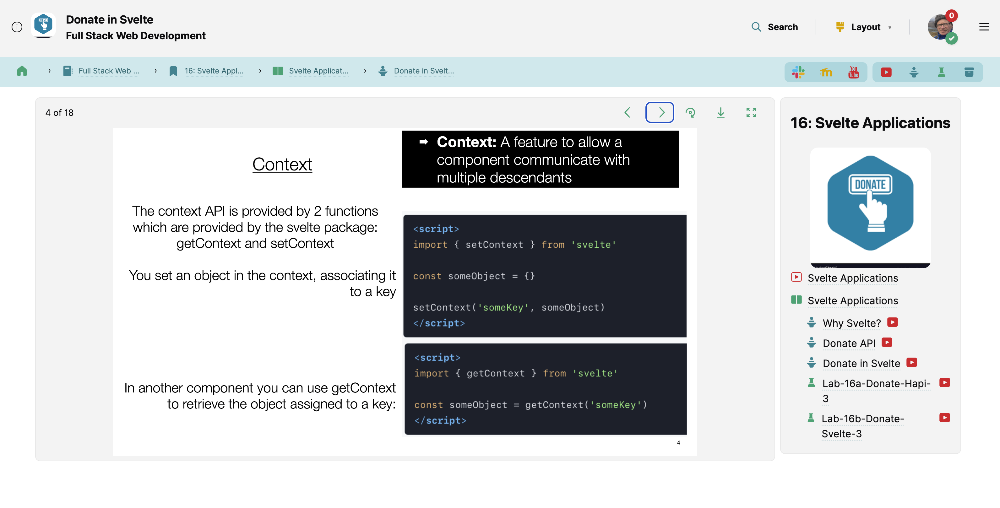 Donate in Svelte
Full Stack Web Development
Search
Layout
0
Full Stack Web ...
16: Svelte Appl...
Svelte Applicat...
Donate in Svelt...
You
Tube
4 of 18
Context
➡ Context: A feature to allow a
component communicate with
multiple descendants
The context API is provided by 2 functions
which are provided by the svelte package:
getContext and setContext
You set an object in the context, associating it
to a key
<script>
import { setContext } from 'svelte'
const someObject = {}
setContext('someKey', someObject)
</script>
In another component you can use getContext
to retrieve the object assigned to a key:
<script>
import { getContext } from 'svelte'
const someObject = getContext('someKey')
</script>
4
16: Svelte Applications
DONATE
Svelte Applications
Svelte Applications
Why Svelte?
Donate API
Donate in Svelte
Lab-16a-Donate-Hapi-
3
Lab-16b-Donate-
Svelte-3